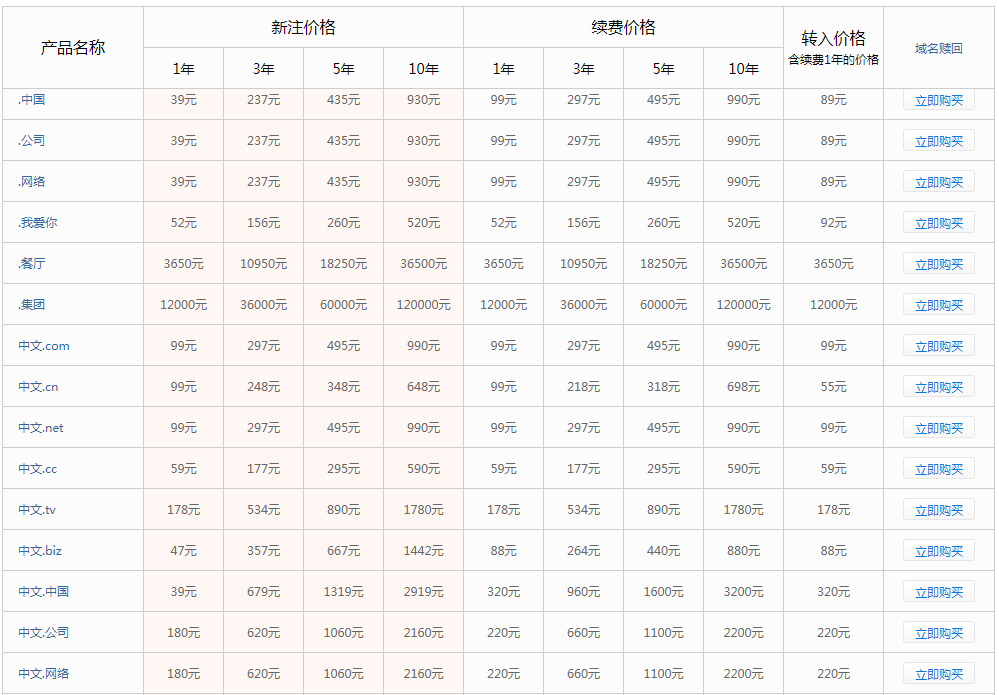 产品名称 新注价格 续费价格 转入价格 域名赎回
含续费1年的价格
1年 3年 5年 10年 1年 3年 5年 10年
.中国 39元 237元 435元 930元 99元 297元 495元 990元 89元 立即购买
.公司 39元 237元 435元 930元 99元 297元 495元 990元 89元 立即购买
.网络 39元 237元 435元 930元 99元 297元 495元 990元 89元 立即购买
.我爱你 52元 156元 260元 520元 52元 156元 260元 520元 92元 立即购买
.餐厅 3650元 10950元 18250元 36500元 3650元 10950元 18250元 36500元 3650元 立即购买
.集团 12000元 36000元 60000元 120000元 12000元 36000元 60000元 120000元 12000元 立即购买
中文.com 99元 297元 495元 990元 99元 297元 495元 990元 99元 立即购买
中文.cn 99元 248元 348元 648元 99元 218元 318元 698元 55元 立即购买
中文.net 99元 297元 495元 990元 99元 297元 495元 990元 99元 立即购买
中文.cc 59元 177元 295元 590元 59元 177元 295元 590元 59元 立即购买
中文.tv 178元 534元 890元 1780元 178元 534元 890元 1780元 178元 立即购买
中文.biz 47元 357元 667元 1442元 88元 264元 440元 880元 88元 立即购买
中文.中国 39元 679元 1319元 2919元 320元 960元 1600元 3200元 320元 立即购买
中文.公司 180元 620元 1060元 2160元 220元 660元 1100元 2200元 220元 立即购买
中文.网络 180元 620元 1060元 2160元 220元 660元 1100元 2200元 220元 立即购买